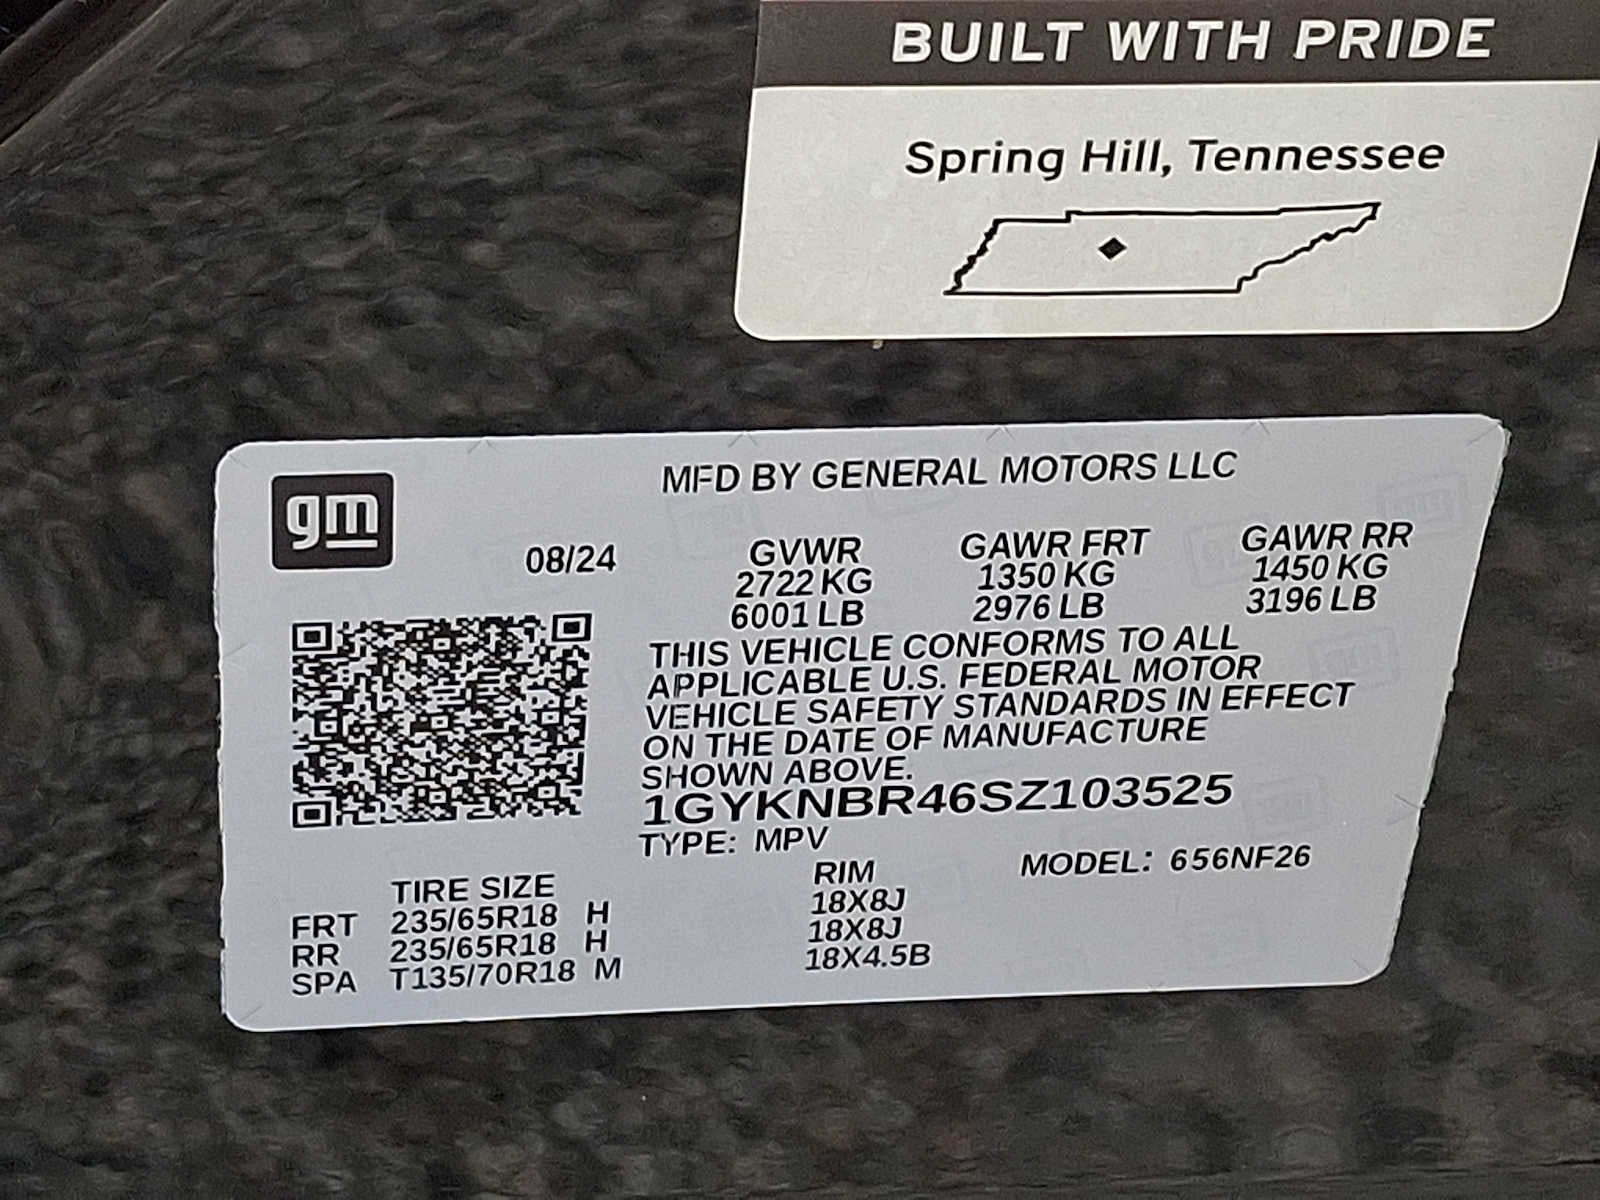 BUILT WITH PRIDE
Spring Hill, Tennessee
gm
MFD BY GENERAL MOTORS LLC
08/24 GVWR GAWR FRT GAWR RR
2722 KG 1350 KG 1450 KG
6001 LB 2976 LB 3196 LB
THIS VEHICLE CONFORMS TO ALL
APPLICABLE U.S. FEDERAL MOTOR
VEHICLE SAFETY STANDARDS IN EFFECT
ON THE DATE OF MANUFACTURE
SHOWN ABOVE.
1GYKNBR46SZ103525
TYPE: MPV
MODEL: 656NF26
TIRE SIZE RIM
FRT 235/65R18 H 18X8J
RR 235/65R18 H 18X8J
SPA T135/70R18 M 18X4.5B